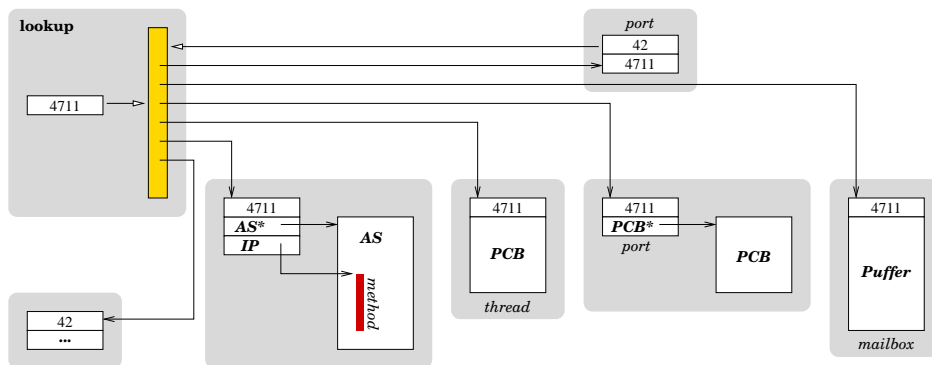 lookup
port
42
4711
4711
4711
AS*
IP
AS
method
4711
PCB
thread
4711
PCB*
port
PCB
4711
Puffer
mailbox
42
...